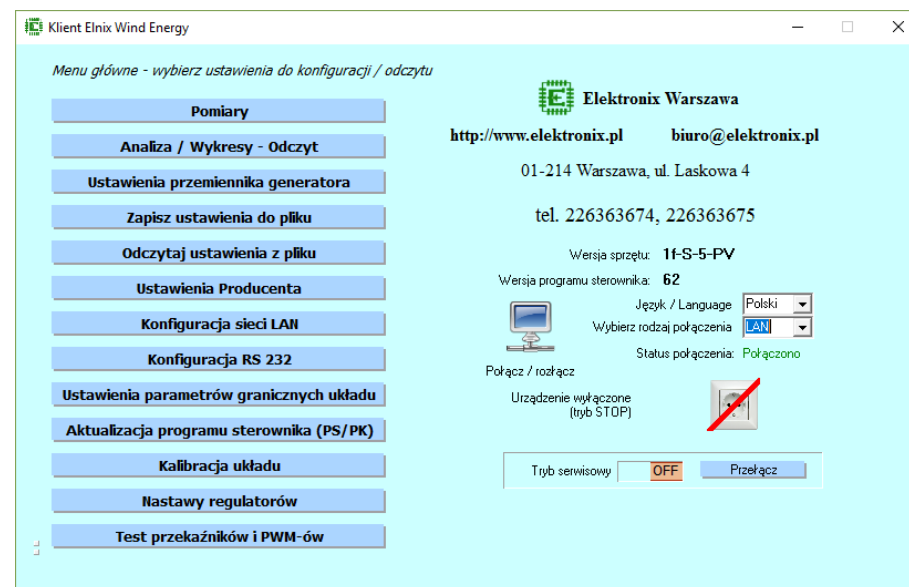 Klient Elnix Wind Energy
Menu główne - wybierz ustawienia do konfiguracji / odczytu
Pomiary
Analiza / Wykresy - Odczyt
Ustawienia przemiennika generatora
Zapisz ustawienia do pliku
Odczytaj ustawienia z pliku
Ustawienia Producenta
Konfiguracja sieci LAN
Konfiguracja RS 232
Ustawienia parametrów granicznych układu
Aktualizacja programu sterownika (PS/PK)
Kalibracja układu
Nastawy regulatorów
Test przekaźników i PWM-ów
Elektronix Warszawa
http://www.elektronix.pl biuro@elektronix.pl
01-214 Warszawa, ul. Laskowa 4
tel. 226363674, 226363675
Wersja sprzętu: 1f-S-5-PV
Wersja programu sterownika: 62
Język / Language Polski
Wybierz rodzaj połączenia LAN
Status połączenia: Połączono
Połącz / rozłącz
Urządzenie wyłączone
(tryb STOP)
Tryb serwisowy OFF Przełącz